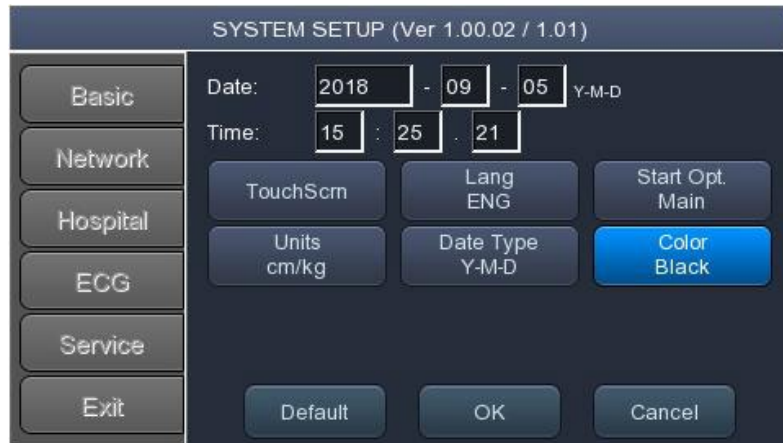 SYSTEM SETUP (Ver 1.00.02 / 1.01)
Basic
Network
Hospital
ECG
Service
Exit
Date: 2018 - 09 - 05 Y-M-D
Time: 15 : 25 . 21
TouchScrn
Lang
ENG
Start Opt.
Main
Units
cm/kg
Date Type
Y-M-D
Color
Black
Default
OK
Cancel